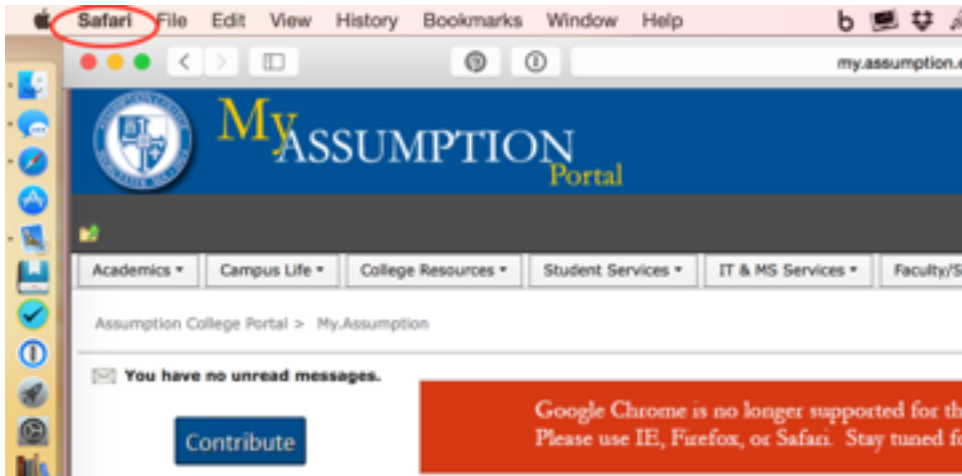 Safari File Edit View History Bookmarks Window Help
my.assumption.e
My ASSUMPTION
Portal
Academics Campus Life College Resources Student Services IT & MS Services Faculty/S
Assumption College Portal > My.Assumption
You have no unread messages.
Google Chrome is no longer supported for th
Please use IE, Firefox, or Safari. Stay tuned fo
Contribute